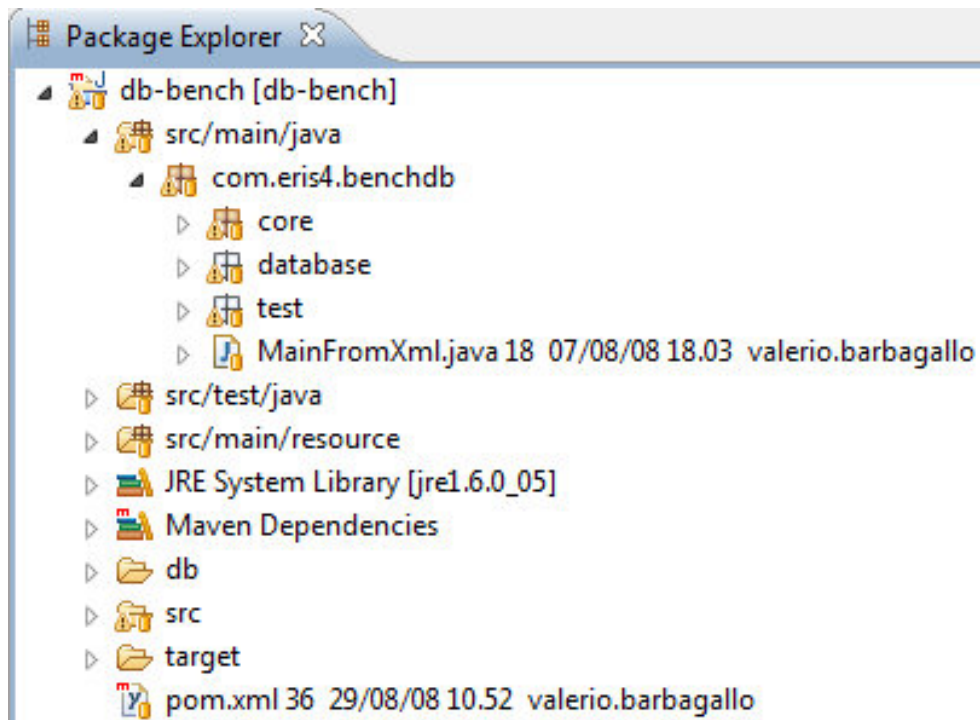 Package Explorer
db-bench [db-bench]
src/main/java
com.eris4.benchdb
core
database
test
MainFromXml.java 18 07/08/08 18.03 valerio.barbagallo
src/test/java
src/main/resource
JRE System Library [jre1.6.0_05]
Maven Dependencies
db
src
target
pom.xml 36 29/08/08 10.52 valerio.barbagallo